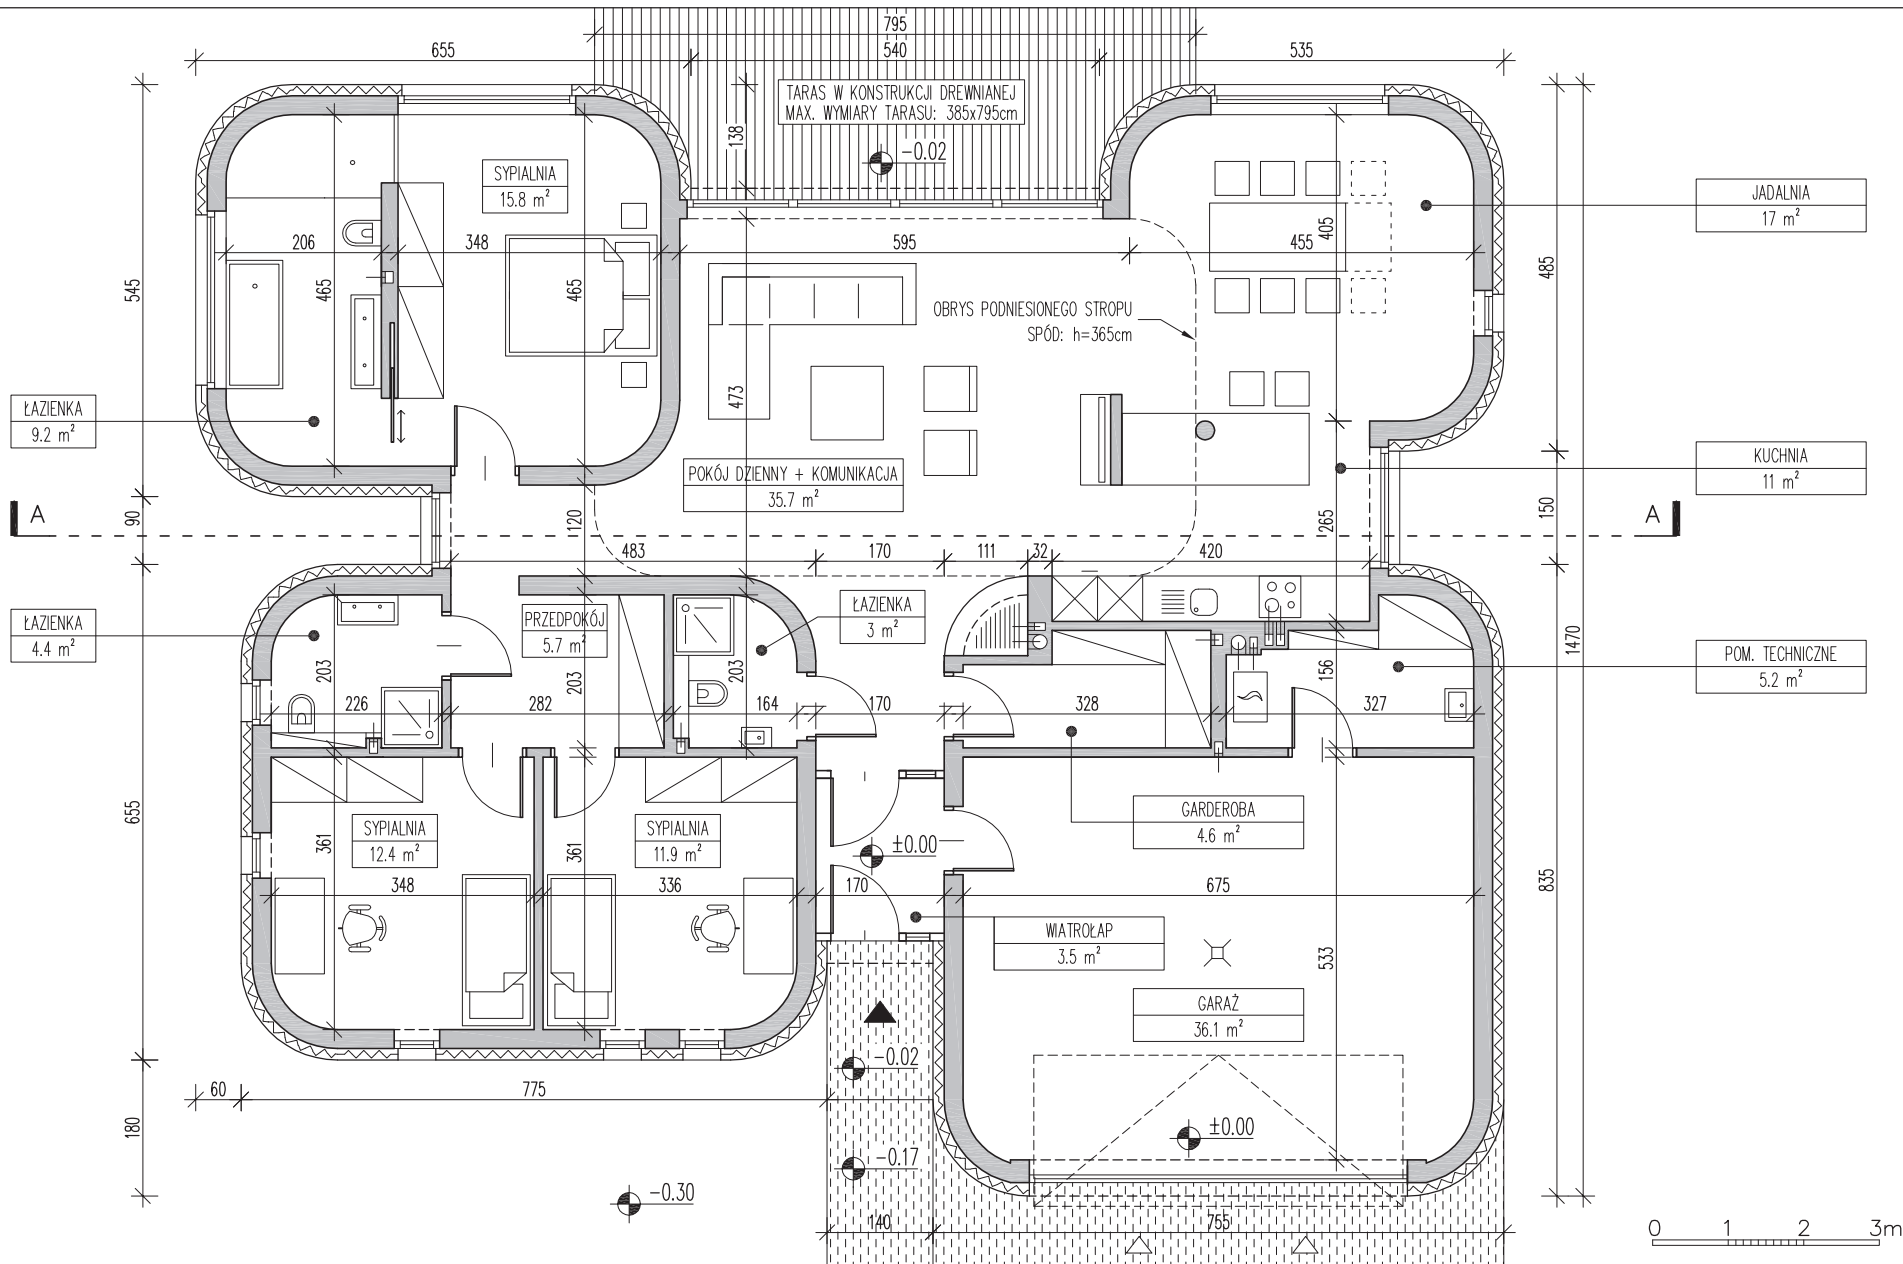 795
655
540
535
TARAS W KONSTRUKCJI DREWNIANEJ
MAX. WYMIARY TARASU: 385x795cm
138
-0.02
SYPIALNIA
15.8 m²
JADALNIA
17 m²
206
348
595
455
405
545
465
465
485
OBRYS PODNIESIONEGO STROPU
SPÓD: h=365cm
473
ŁAZIENKA
9.2 m²
POKÓJ DZIENNY + KOMUNIKACJA
35.7 m²
KUCHNIA
11 m²
A
90
120
265
150
A
483
170
111
32
420
ŁAZIENKA
4.4 m²
PRZEDPOKÓJ
5.7 m²
ŁAZIENKA
3 m²
1470
POM. TECHNICZNE
5.2 m²
203
203
203
156
226
282
164
170
328
327
655
361
361
SYPIALNIA
12.4 m²
SYPIALNIA
11.9 m²
±0.00
GARDEROBA
4.6 m²
348
336
170
675
835
WIATROŁAP
3.5 m²
533
GARAŻ
36.1 m²
-0.02
60
775
180
±0.00
-0.17
-0.30
140
755
0 1 2 3m